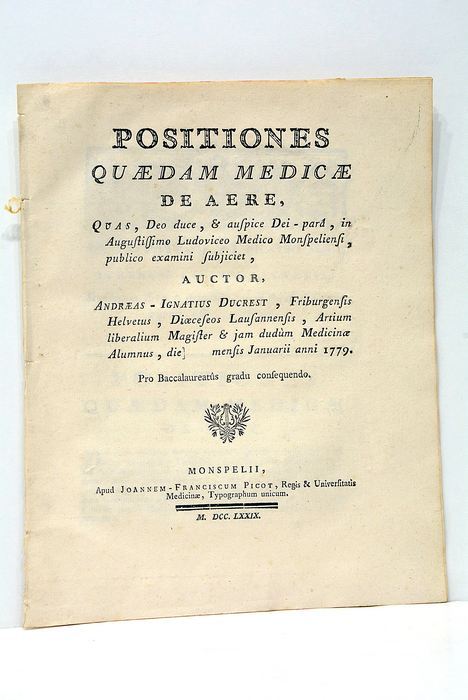 POSITIONES
QUÆDAM MEDICÆ
DE AERE,
QUAS, Deo duce, & auſpice Dei-parâ, in
Auguſtiſſimo Ludoviceo Medico Monſpelienſi,
publico examini ſubjiciet,
AUCTOR,
ANDRÆAS-IGNATIUS DUCREST, Friburgenſis
Helvetus, Diœceſeos Lauſannenſis, Artium
liberalium Magiſter & jam dudùm Medicinæ
Alumnus, die] menſis Januarii anni 1779.
Pro Baccalaureatûs gradu conſequendo.
MONSPELII,
Apud JOANNEM-FRANCISCUM PICOT, Regis & Univerſitatis
Medicinæ, Typographum unicum.
M. DCC. LXXIX.